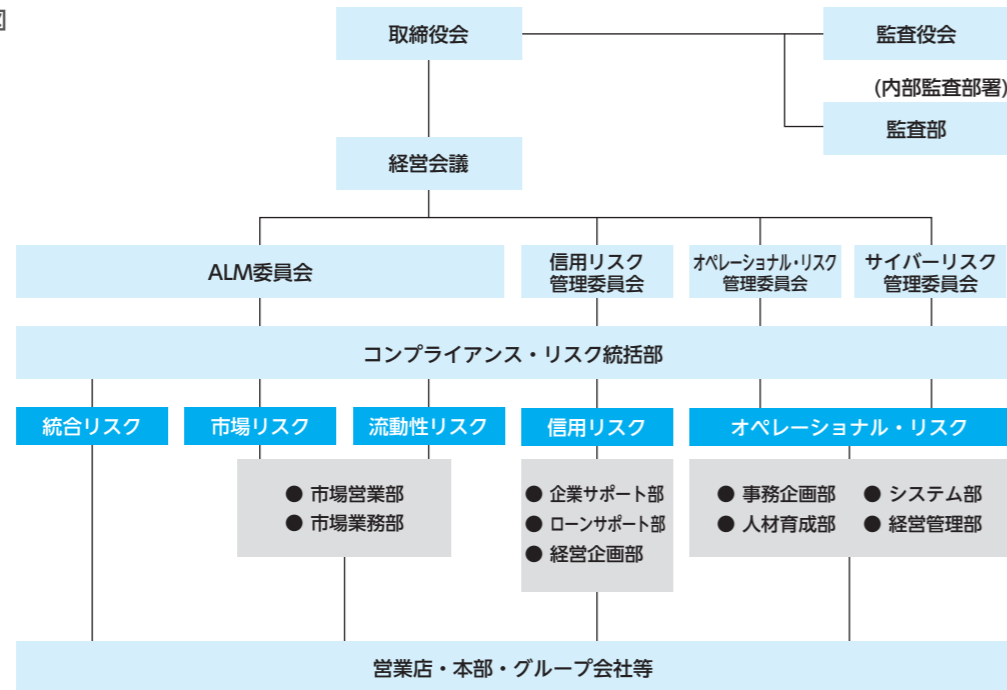 取締役会
監査役会
(内部監査部署)
監査部
経営会議
ALM委員会
信用リスク
管理委員会
オペレーショナル・リスク
管理委員会
サイバーリスク
管理委員会
コンプライアンス・リスク統括部
統合リスク
市場リスク
流動性リスク
信用リスク
オペレーショナル・リスク
● 市場営業部
● 市場業務部
● 企業サポート部
● ローンサポート部
● 経営企画部
● 事務企画部
● 人材育成部
● システム部
● 経営管理部
営業店・本部・グループ会社等